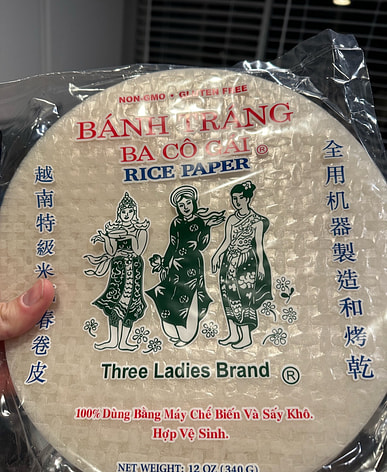 NON-GMO • GLUTEN FREE
BÁNH TRÁNG
BA CÔ GÁI ®
RICE PAPER
越南特級米
春卷皮
全用机器製造和烤乾
Three Ladies Brand ®
100% Dùng Bằng Máy Chế Biến Và Sấy Khô.
Hợp Vệ Sinh.
NET WEIGHT: 12 OZ (340 G)